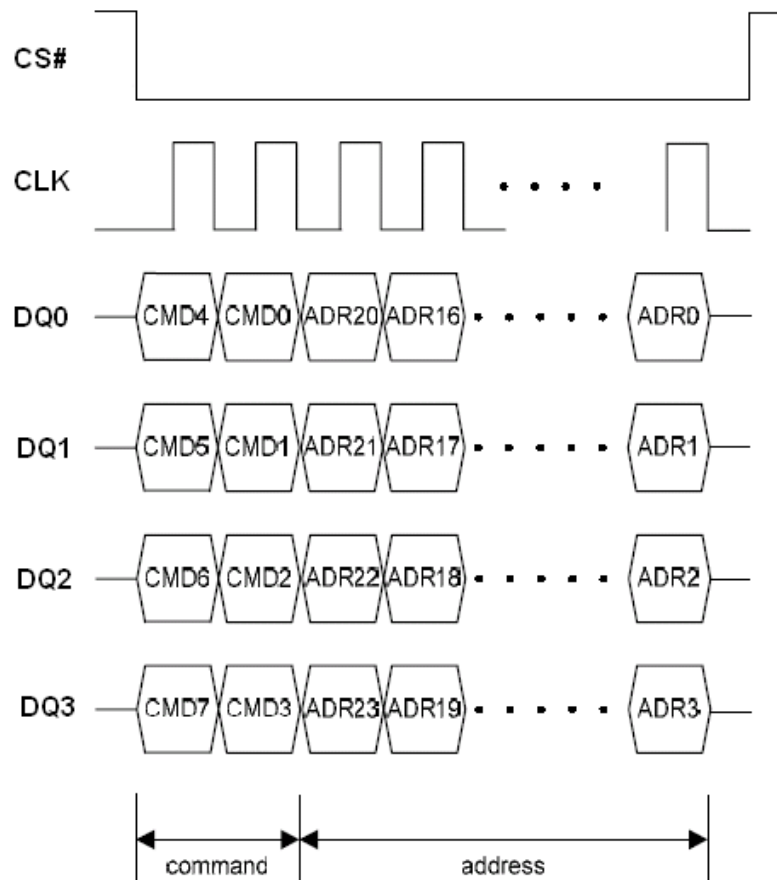 CS#
CLK
DQ0 CMD4 CMD0 ADR20 ADR16 ADR0
DQ1 CMD5 CMD1 ADR21 ADR17 ADR1
DQ2 CMD6 CMD2 ADR22 ADR18 ADR2
DQ3 CMD7 CMD3 ADR23 ADR19 ADR3
command address